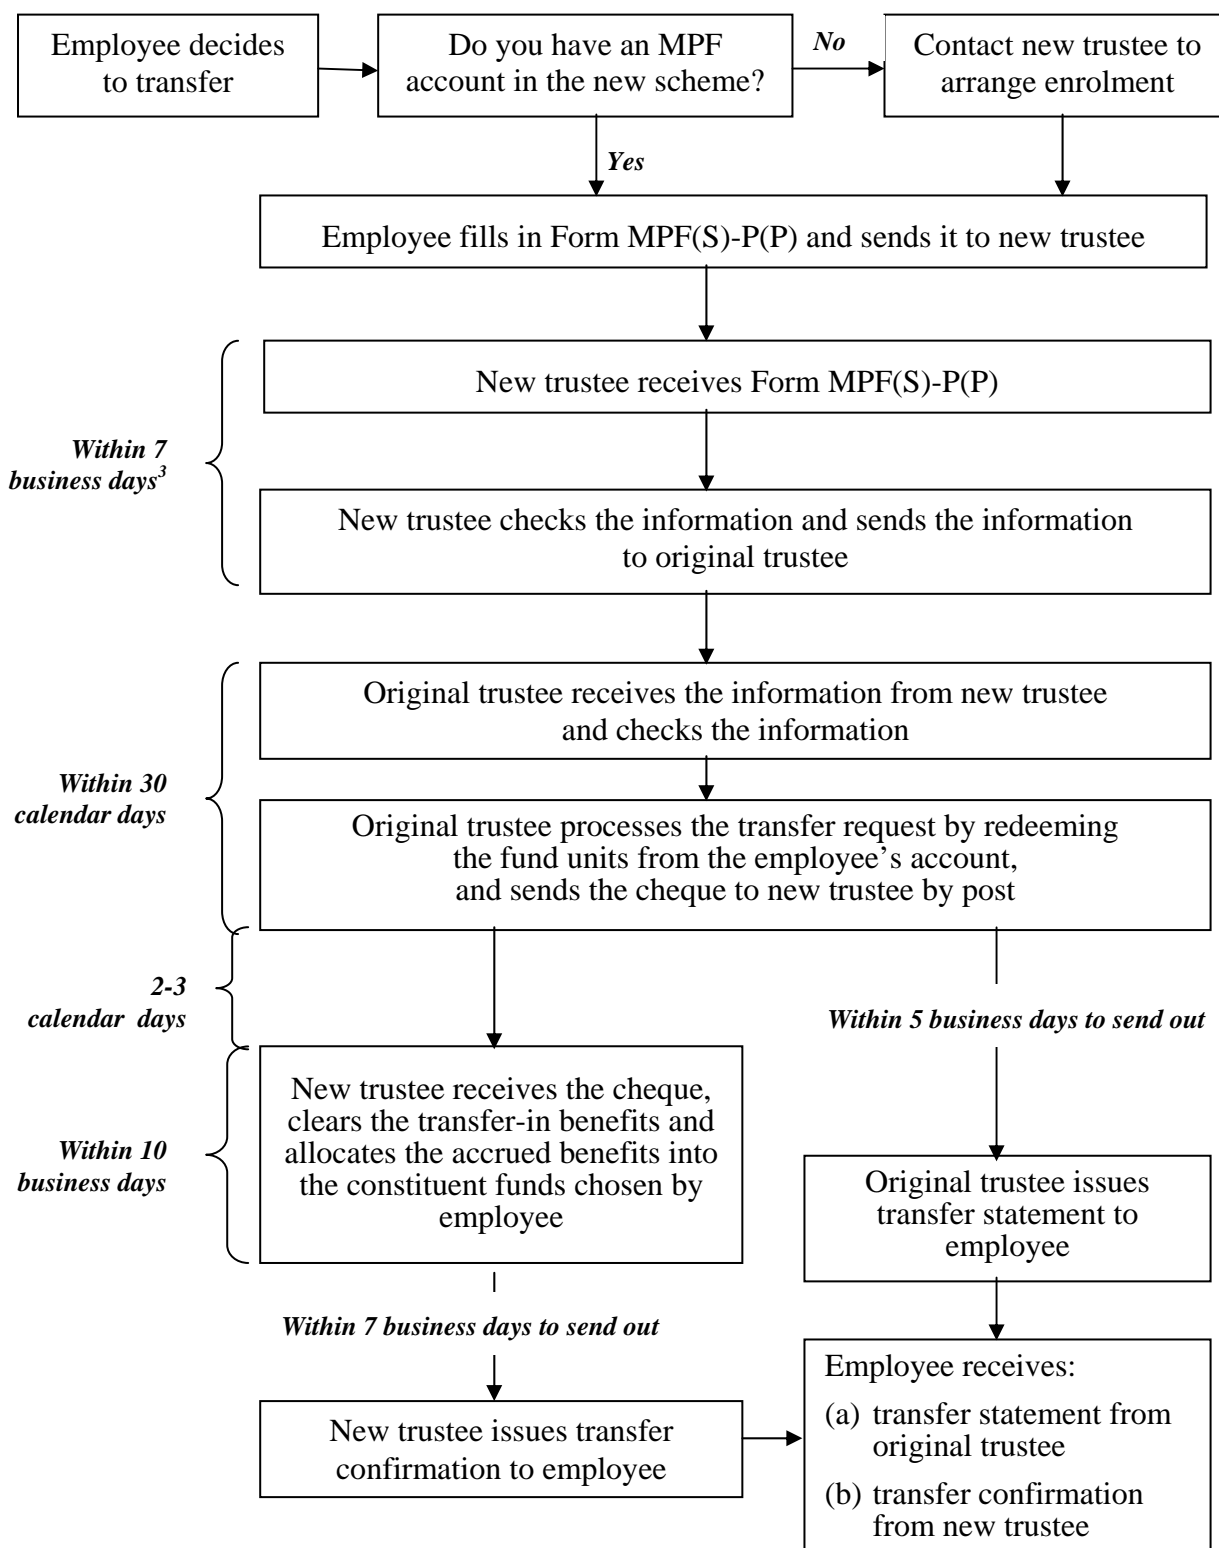 Employee decides
to transfer
Do you have an MPF
account in the new scheme?
No
Contact new trustee to
arrange enrolment
Yes
Employee fills in Form MPF(S)-P(P) and sends it to new trustee
Within 7
business days³
New trustee receives Form MPF(S)-P(P)
New trustee checks the information and sends the information
to original trustee
Within 30
calendar days
Original trustee receives the information from new trustee
and checks the information
Original trustee processes the transfer request by redeeming
the fund units from the employee’s account,
and sends the cheque to new trustee by post
2-3
calendar days
Within 5 business days to send out
Within 10
business days
New trustee receives the cheque,
clears the transfer-in benefits and
allocates the accrued benefits into
the constituent funds chosen by
employee
Original trustee issues
transfer statement to
employee
Within 7 business days to send out
New trustee issues transfer
confirmation to employee
Employee receives:
(a) transfer statement from
original trustee
(b) transfer confirmation
from new trustee